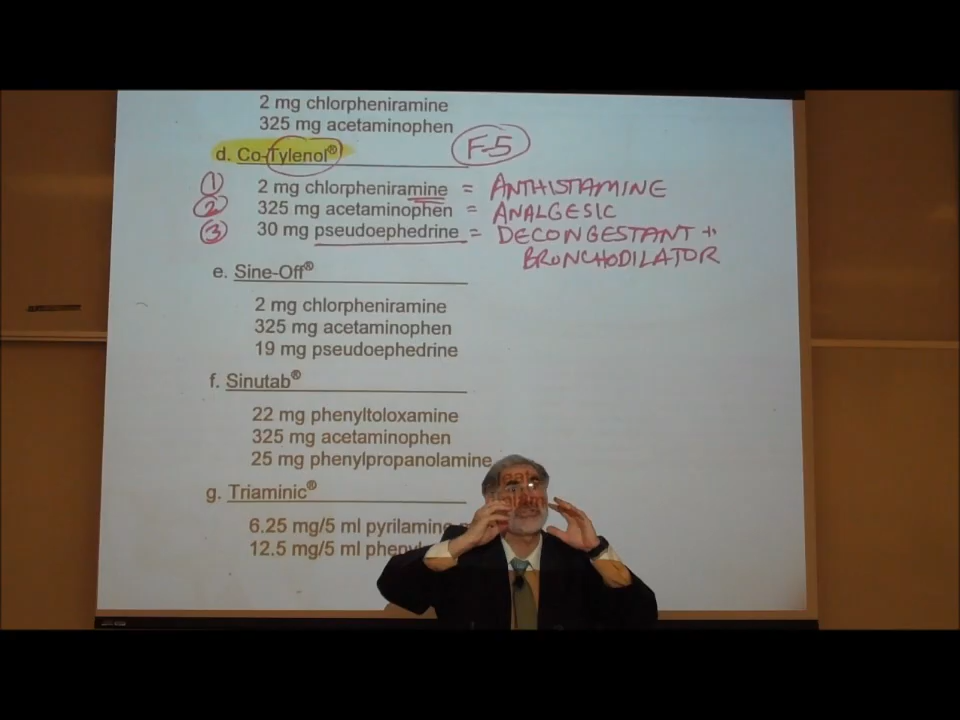 2 mg chlorpheniramine
325 mg acetaminophen
d. Co-Tylenol® F-5
① 2 mg chlorpheniramine = ANTHISTAMINE
② 325 mg acetaminophen = ANALGESIC
③ 30 mg pseudoephedrine = DECONGESTANT +
BRONCHODILATOR
e. Sine-Off®
2 mg chlorpheniramine
325 mg acetaminophen
19 mg pseudoephedrine
f. Sinutab®
22 mg phenyltoloxamine
325 mg acetaminophen
25 mg phenylpropanolamine
g. Triaminic®
6.25 mg/5 ml pyrilamine
12.5 mg/5 ml